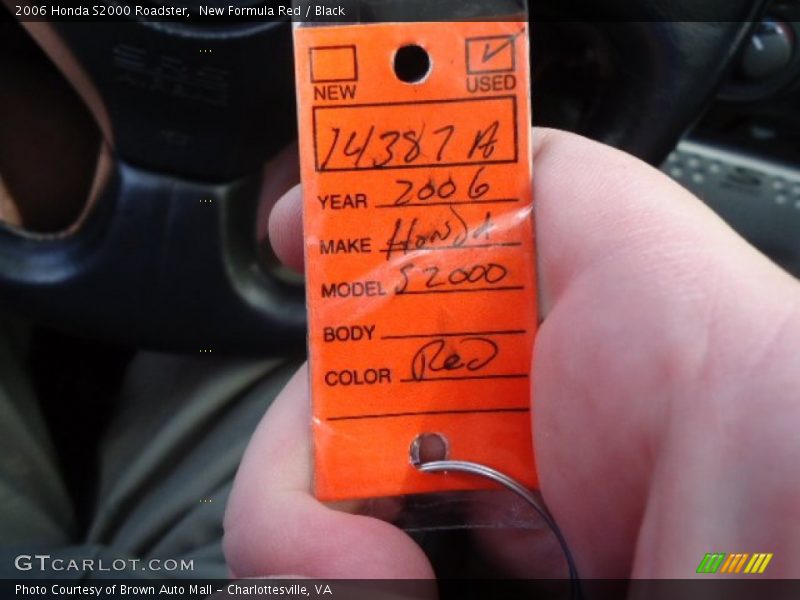 2006 Honda S2000 Roadster, New Formula Red / Black
NEW USED
14387 A
YEAR 2006
MAKE Honda
MODEL S2000
BODY
COLOR Red
GTCARLOT.COM
Photo Courtesy of Brown Auto Mall - Charlottesville, VA